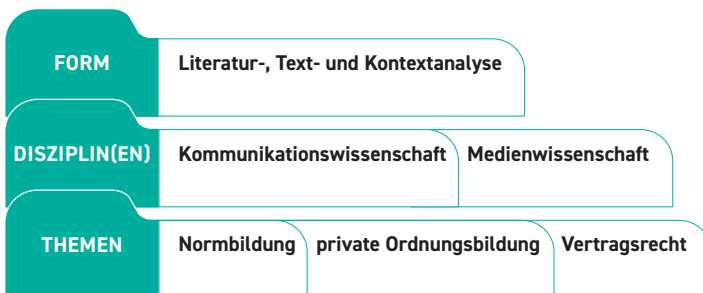 FORM Literatur-, Text- und Kontextanalyse
DISZIPLIN(EN) Kommunikationswissenschaft Medienwissenschaft
THEMEN Normbildung private Ordnungsbildung Vertragsrecht